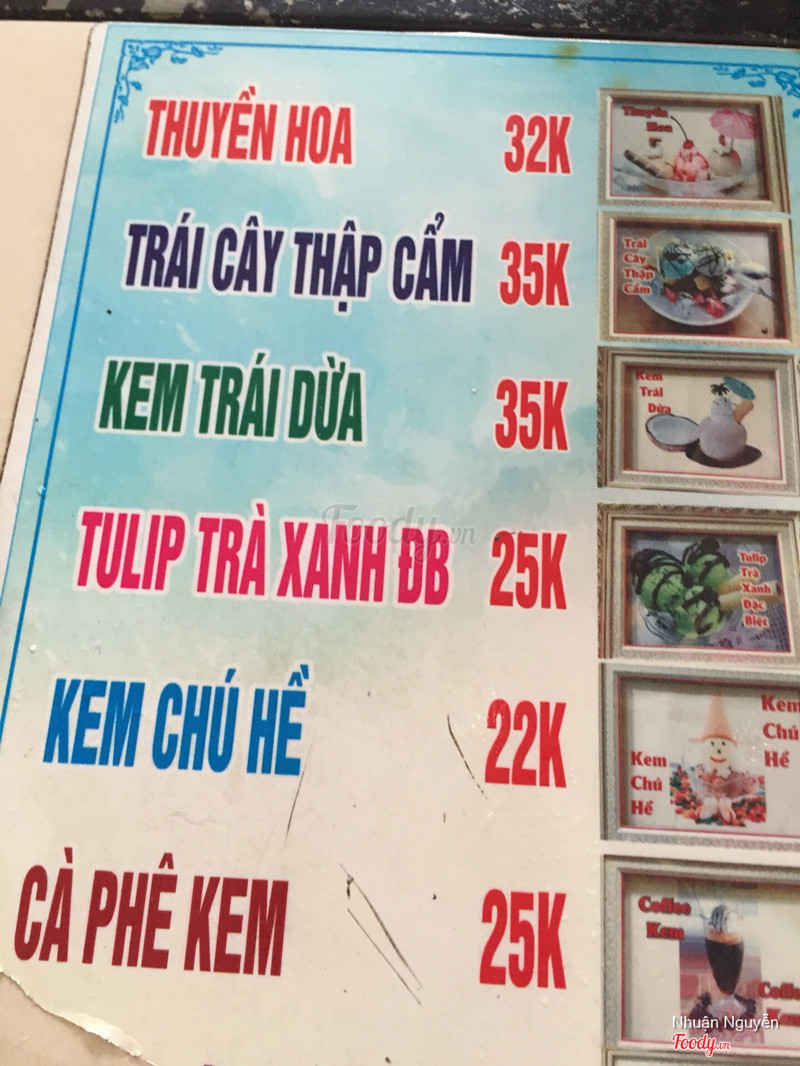 THUYỀN HOA 32K
Thuyền
Hoa
TRÁI CÂY THẬP CẨM 35K
Trái
Cây
Thập
Cẩm
KEM TRÁI DỪA 35K
Kem
Trái
Dừa
TULIP TRÀ XANH ĐB 25K
Tulip
Trà
Xanh
Đặc
Biệt
Foody.vn
KEM CHÚ HỀ 22K
Kem
Chú
Hề
Kem
Chú
Hề
CÀ PHÊ KEM 25K
Coffee
Kem
Coffee
Kem
Nhuận Nguyễn
Foody.vn